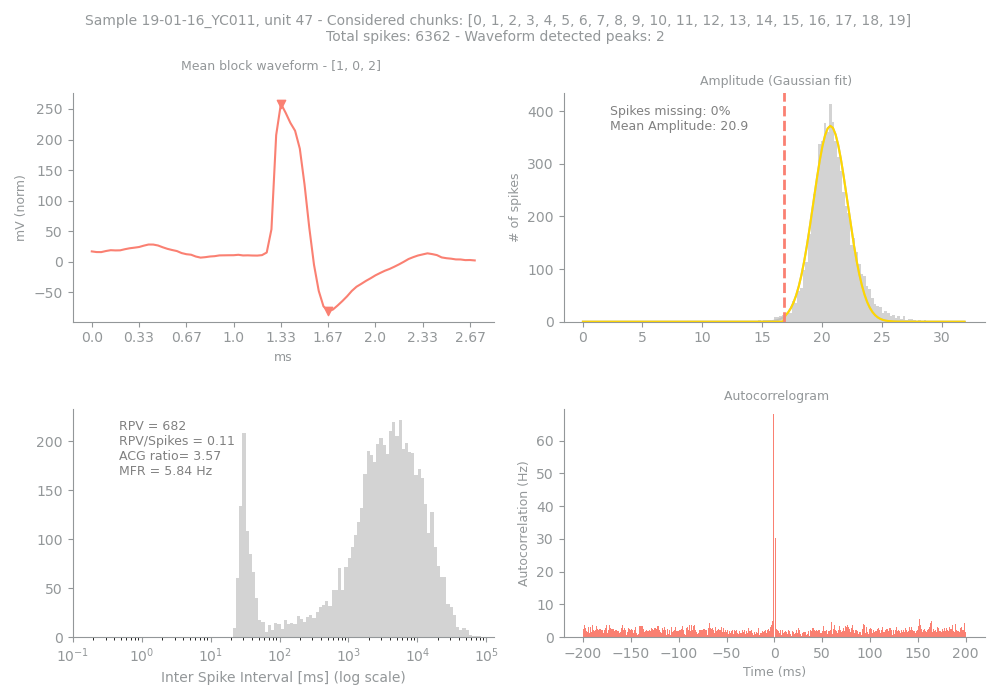 Sample 19-01-16_YC011, unit 47 - Considered chunks: [0, 1, 2, 3, 4, 5, 6, 7, 8, 9, 10, 11, 12, 13, 14, 15, 16, 17, 18, 19]
Total spikes: 6362 - Waveform detected peaks: 2
Mean block waveform - [1, 0, 2]
mV (norm)
250
200
150
100
50
0
−50
0.0 0.33 0.67 1.0 1.33 1.67 2.0 2.33 2.67
ms
Amplitude (Gaussian fit)
Spikes missing: 0%
Mean Amplitude: 20.9
# of spikes
400
300
200
100
0
0 5 10 15 20 25 30
RPV = 682
RPV/Spikes = 0.11
ACG ratio= 3.57
MFR = 5.84 Hz
200
150
100
50
0
10⁻¹ 10⁰ 10¹ 10² 10³ 10⁴ 10⁵
Inter Spike Interval [ms] (log scale)
Autocorrelogram
Autocorrelation (Hz)
60
50
40
30
20
10
0
−200 −150 −100 −50 0 50 100 150 200
Time (ms)